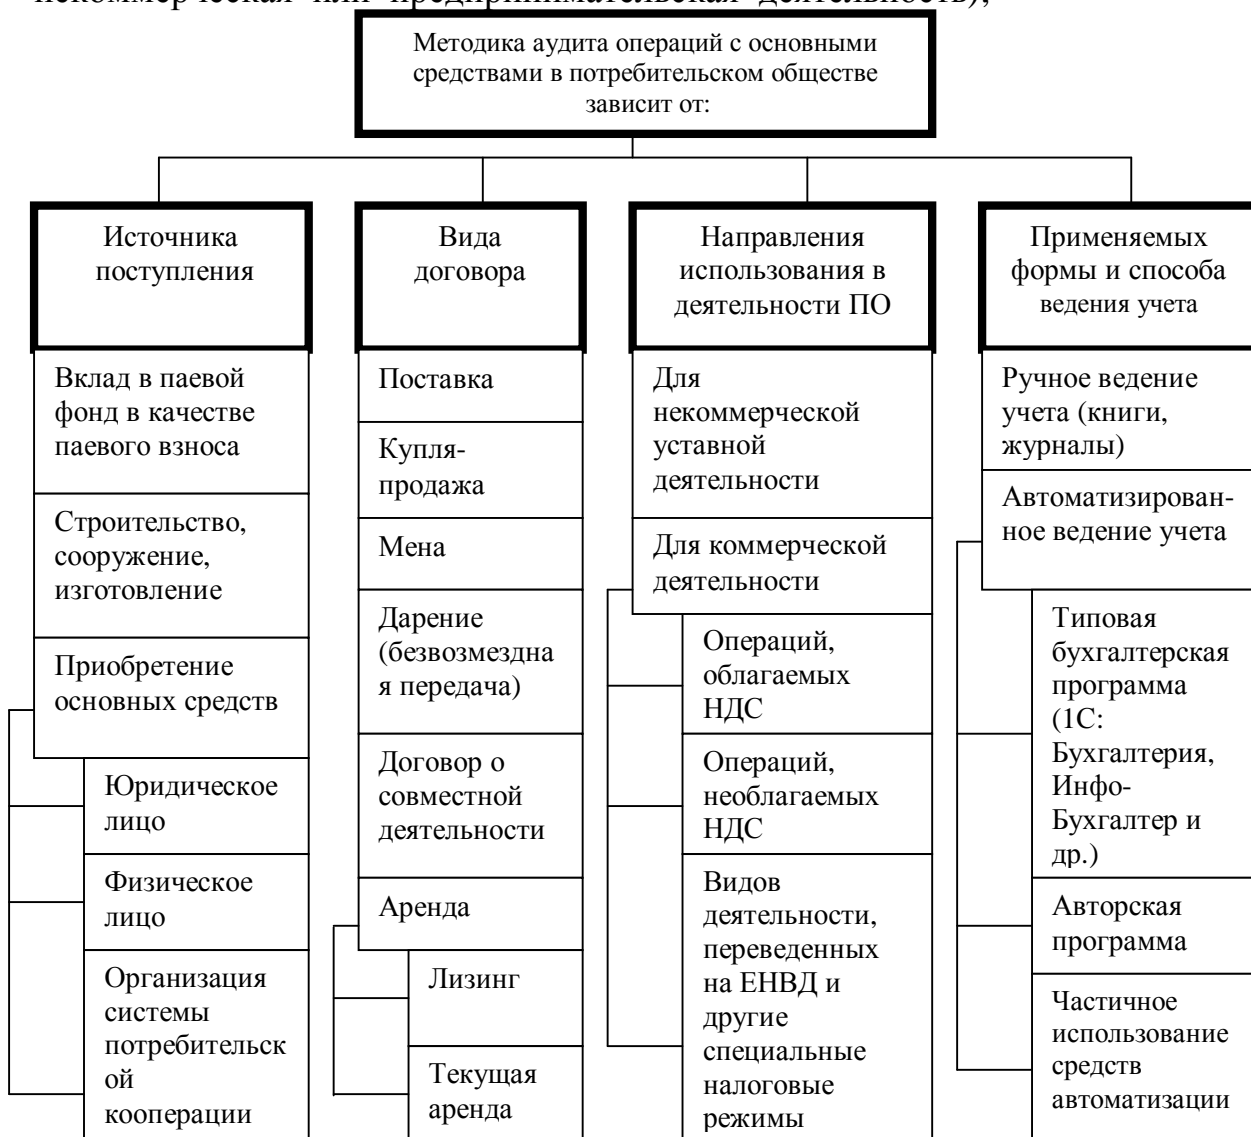 некоммерческая или предпринимательская деятельность),
Методика аудита операций с основными
средствами в потребительском обществе
зависит от:
Источника
поступления
Вклад в паевой
фонд в качестве
паевого взноса
Строительство,
сооружение,
изготовление
Приобретение
основных средств
Юридическое
лицо
Физическое
лицо
Организация
системы
потребительск
ой
кооперации
Вида
договора
Поставка
Купля-
продажа
Мена
Дарение
(безвозмездна
я передача)
Договор о
совместной
деятельности
Аренда
Лизинг
Текущая
аренда
Направления
использования в
деятельности ПО
Для
некоммерческой
уставной
деятельности
Для коммерческой
деятельности
Операций,
облагаемых
НДС
Операций,
необлагаемых
НДС
Видов
деятельности,
переведенных
на ЕНВД и
другие
специальные
налоговые
режимы
Применяемых
формы и способа
ведения учета
Ручное ведение
учета (книги,
журналы)
Автоматизирован-
ное ведение учета
Типовая
бухгалтерская
программа
(1С:
Бухгалтерия,
Инфо-
Бухгалтер и
др.)
Авторская
программа
Частичное
использование
средств
автоматизации